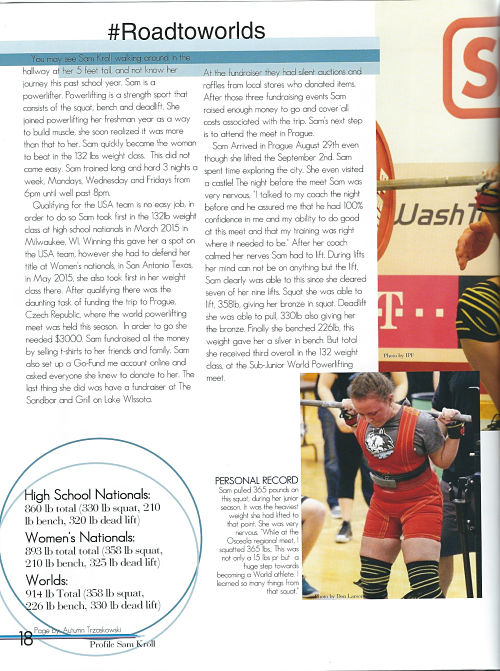 #Roadtoworlds
You may see Sam Kroll walking around in the
hallway at her 5 feet tall, and not know her
journey this past school year. Sam is a
powerlifter. Powerlifting is a strength sport that
consists of the squat, bench and deadlift. She
joined powerlifting her freshman year as a way
to build muscle, she soon realized it was more
than that to her. Sam quickly became the woman
to beat in the 132 lbs weight class. This did not
come easy, Sam trained long and hard 3 nights a
week, Mondays, Wednesday and Fridays from
6pm until well past 8pm.
Qualifying for the USA team is no easy job, in
order to do so Sam took first in the 132lb weight
class at high school nationals in March 2015 in
Milwaukee, WI. Winning this gave her a spot on
the USA team, however she had to defend her
title at Women's nationals, in San Antonia Texas,
in May 2015, she also took first in her weight
class there. After qualifying there was the
daunting task of funding the trip to Prague,
Czech Republic, where the world powerlifting
meet was held this season. In order to go she
needed $3000. Sam fundraised all the money
by selling t-shirts to her friends and family. Sam
also set up a Go-Fund me account online and
asked everyone she knew to donate to her. The
last thing she did was have a fundraiser at The
Sandbar and Grill on Lake Wissota.
At the fundraiser they had silent auctions and
raffles from local stores who donated items.
After those three fundraising events Sam
raised enough money to go and cover all
costs associated with the trip. Sam's next step
is to attend the meet in Prague.
Sam Arrived in Prague August 29th even
though she lifted the September 2nd. Sam
spent time exploring the city. She even visited
a castle! The night before the meet Sam was
very nervous. "I talked to my coach the night
before and he assured me that he had 100%
confidence in me and my ability to do good
at this meet and that my training was right
where it needed to be." After her coach
calmed her nerves Sam had to lift. During lifts
her mind can not be on anything but the lift,
Sam clearly was able to this since she cleared
seven of her nine lifts. Squat she was able to
lift, 358lb, giving her bronze in squat. Deadlift
she was able to pull, 330lb also giving her
the bronze. Finally she benched 226lb, this
weight gave her a silver in bench. But total
she received third overall in the 132 weight
class, at the Sub-Junior World Powerlifting
meet.
S
WashT
T
Photo by IPF
PERSONAL RECORD
Sam pulled 365 pounds on
this squat, during her junior
season. It was the heaviest
weight she had lifted to
that point. She was very
nervous. "While at the
Osceola regional meet, I
squatted 365 lbs. This was
not only a 15 lbs pr but a
huge step towards
becoming a World athlete. I
learned so many things from
that squat."
Photo by Don Larson
High School Nationals:
860 lb total (330 lb squat, 210
lb bench, 320 lb dead lift)
Women's Nationals:
893 lb total total (358 lb squat,
210 lb bench, 325 lb dead lift)
Worlds:
914 lb Total (358 lb squat,
226 lb bench, 330 lb dead lift)
18
Page by: Autumn Trzaskowski
Profile Sam Kroll